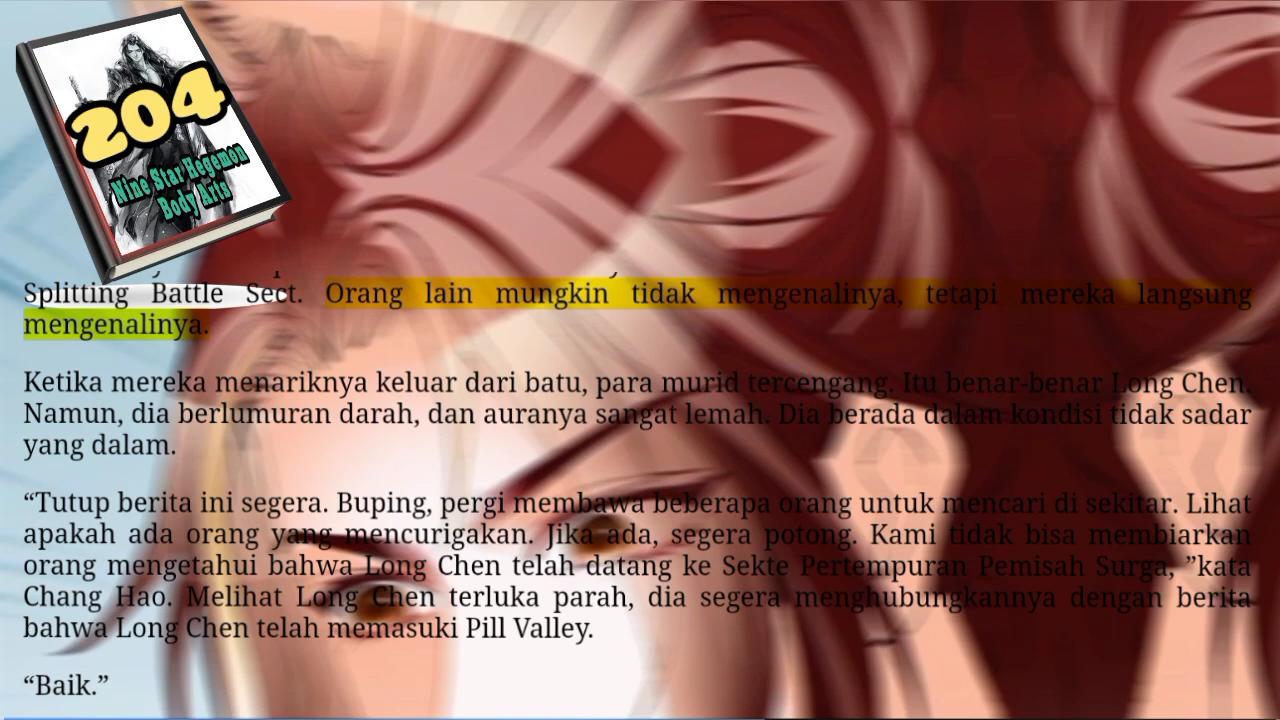 204
Nine Star Hegemon
Body Arts
Splitting Battle Sect. Orang lain mungkin tidak mengenalinya, tetapi mereka langsung
mengenalinya.
Ketika mereka menariknya keluar dari batu, para murid tercengang. Itu benar-benar Long Chen.
Namun, dia berlumuran darah, dan auranya sangat lemah. Dia berada dalam kondisi tidak sadar
yang dalam.
“Tutup berita ini segera. Buping, pergi membawa beberapa orang untuk mencari di sekitar. Lihat
apakah ada orang yang mencurigakan. Jika ada, segera potong. Kami tidak bisa membiarkan
orang mengetahui bahwa Long Chen telah datang ke Sekte Pertempuran Pemisah Surga, ”kata
Chang Hao. Melihat Long Chen terluka parah, dia segera menghubungkannya dengan berita
bahwa Long Chen telah memasuki Pill Valley.
“Baik.”